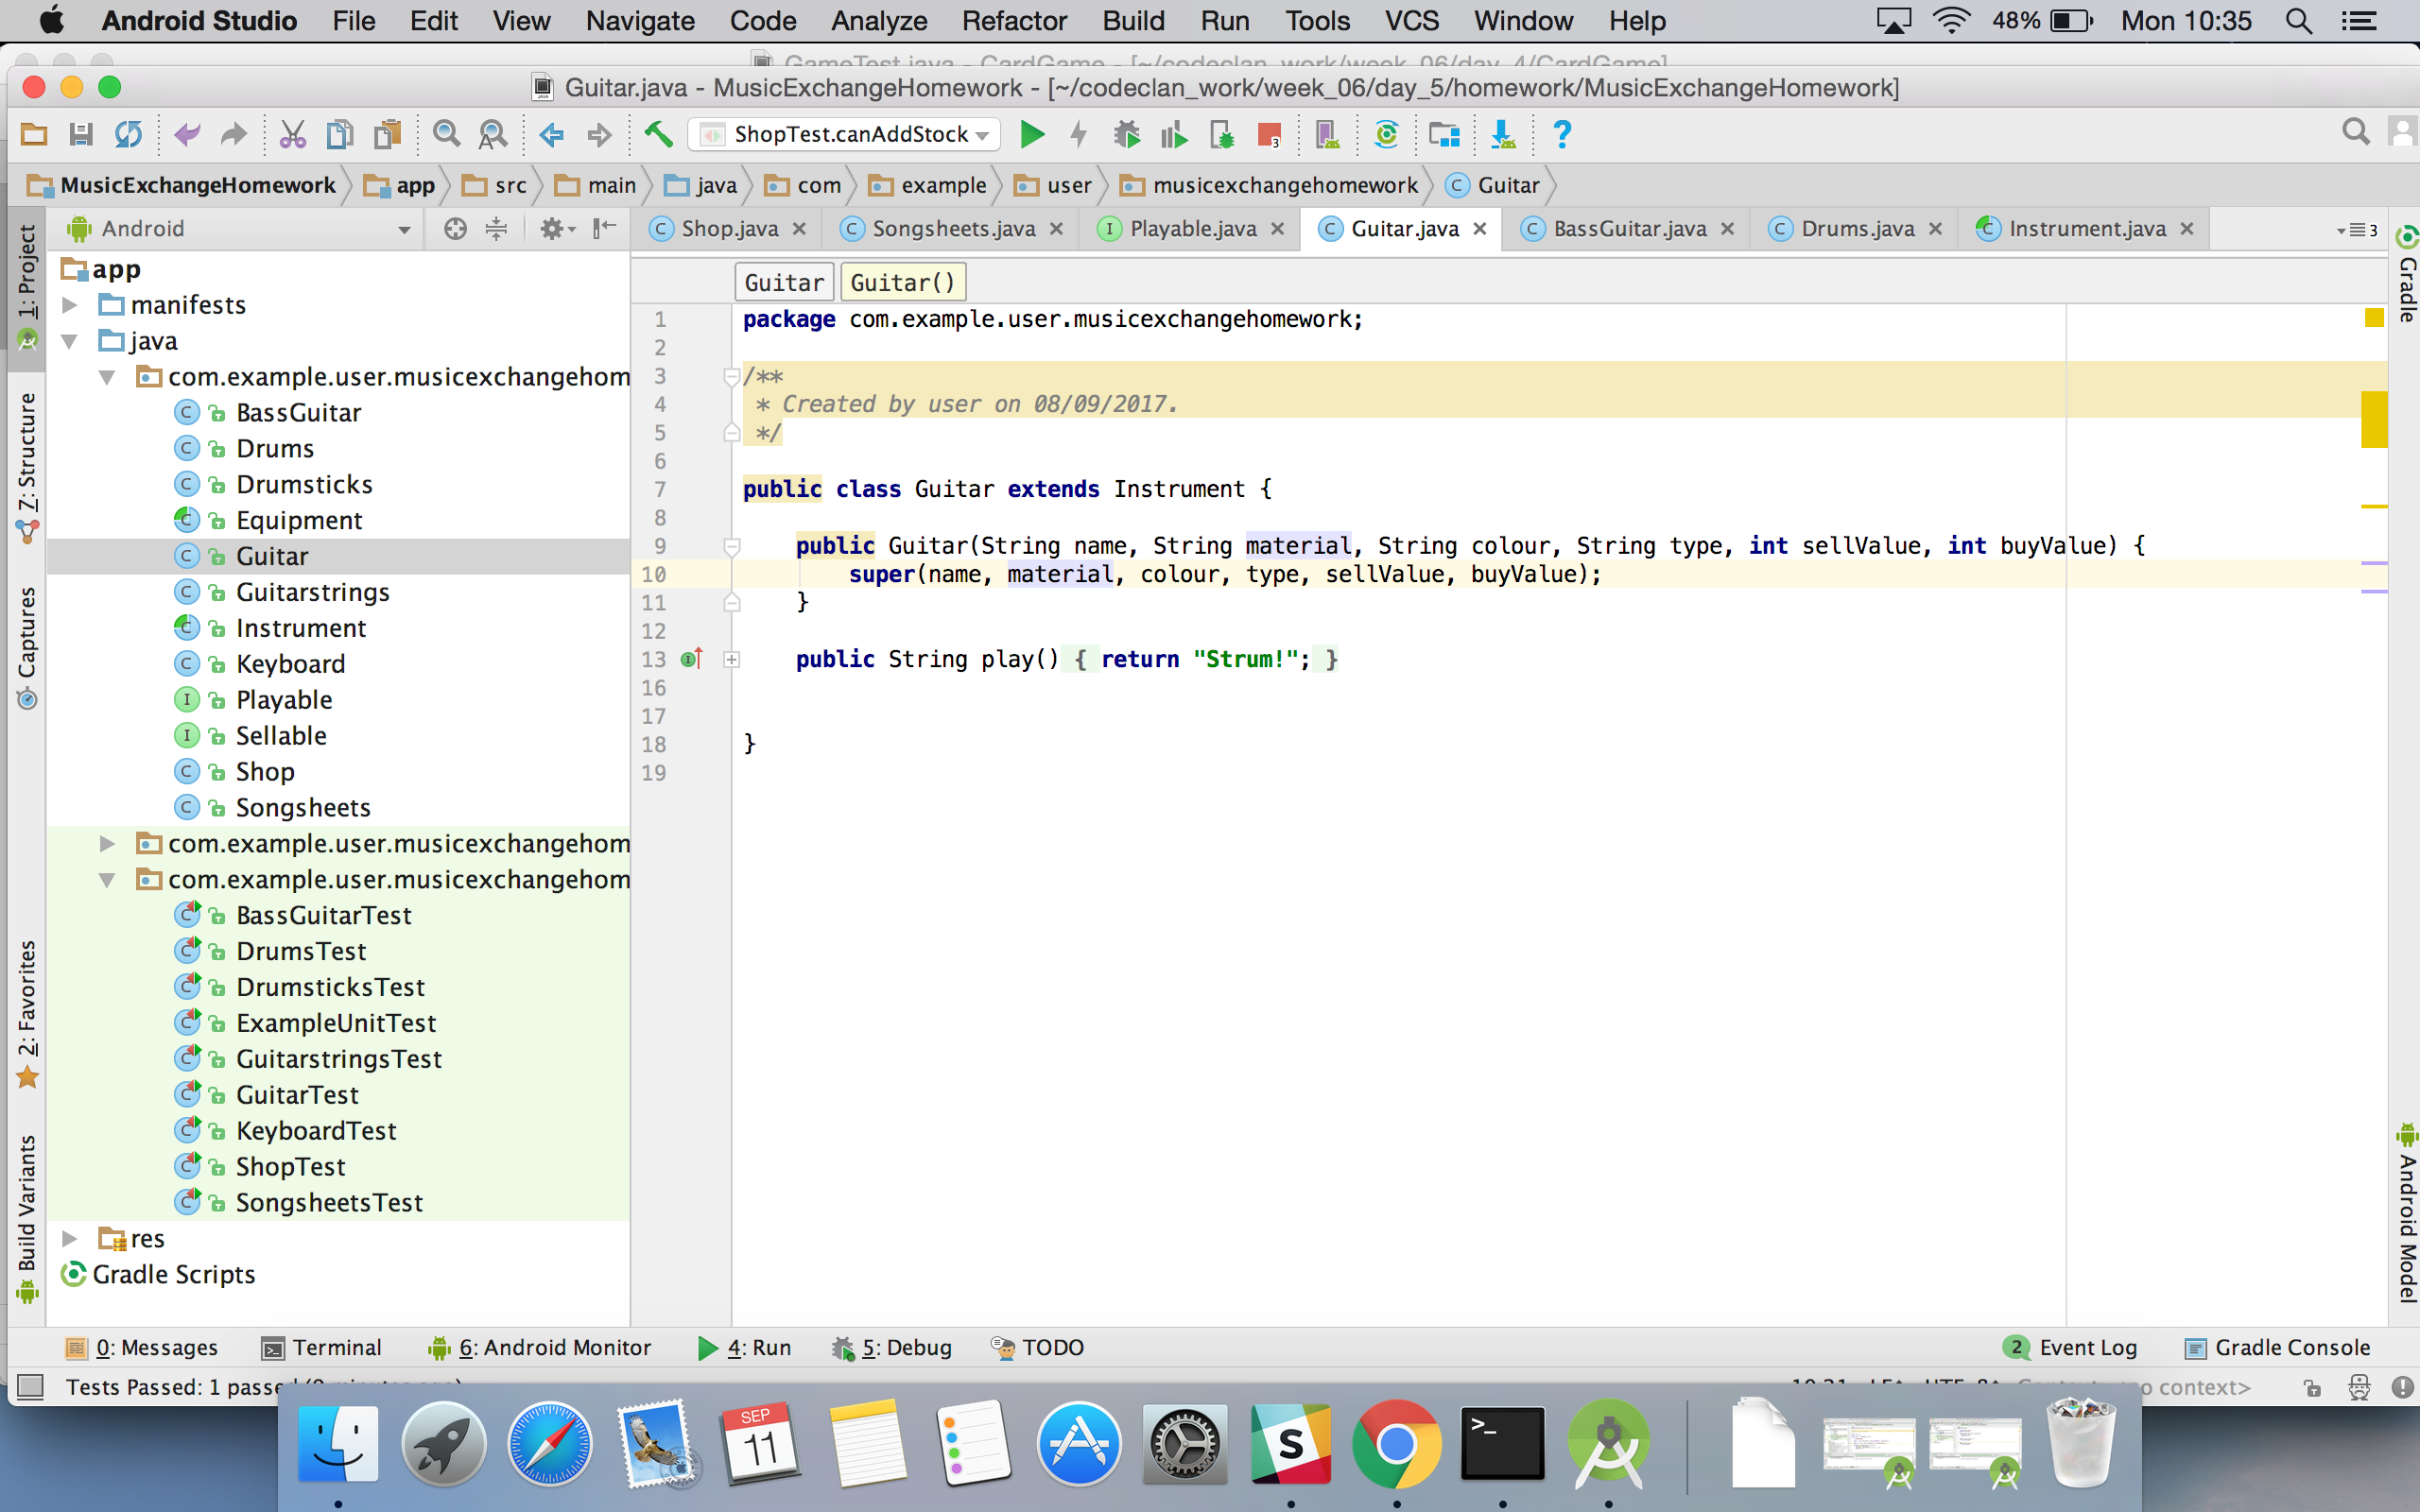 Android Studio File Edit View Navigate Code Analyze Refactor Build Run Tools VCS Window Help 48% Mon 10:35
GameTest.java - CardGame - [~/codeclan_work/week_06/day_4/CardGame]
Guitar.java - MusicExchangeHomework - [~/codeclan_work/week_06/day_5/homework/MusicExchangeHomework]
ShopTest.canAddStock
MusicExchangeHomework app src main java com example user musicexchangehomework Guitar
Android
Shop.java Songsheets.java Playable.java Guitar.java BassGuitar.java Drums.java Instrument.java 3
1: Project
7: Structure
Captures
2: Favorites
Build Variants
app
manifests
java
com.example.user.musicexchangehom
BassGuitar
Drums
Drumsticks
Equipment
Guitar
Guitarstrings
Instrument
Keyboard
Playable
Sellable
Shop
Songsheets
com.example.user.musicexchangehom
com.example.user.musicexchangehom
BassGuitarTest
DrumsTest
DrumsticksTest
ExampleUnitTest
GuitarstringsTest
GuitarTest
KeyboardTest
ShopTest
SongsheetsTest
res
Gradle Scripts
Guitar Guitar()
1 package com.example.user.musicexchangehomework;
2
3 /**
4 * Created by user on 08/09/2017.
5 */
6
7 public class Guitar extends Instrument {
8
9 public Guitar(String name, String material, String colour, String type, int sellValue, int buyValue) {
10 super(name, material, colour, type, sellValue, buyValue);
11 }
12
13 public String play() { return "Strum!"; }
16
17
18 }
19
Gradle
Android Model
0: Messages Terminal 6: Android Monitor 4: Run 5: Debug TODO 2 Event Log Gradle Console
Tests Passed: 1 passed context>
SEP
11